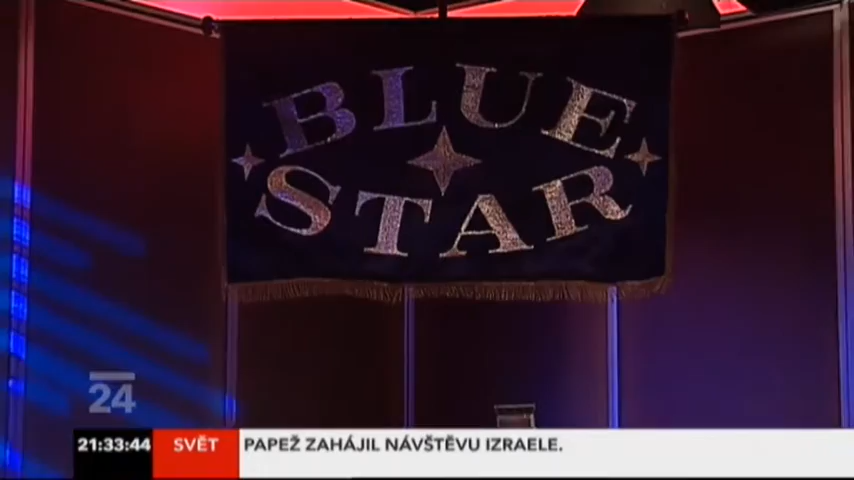 BLUE
STAR
24
21:33:44 SVĚT PAPEŽ ZAHÁJIL NÁVŠTĚVU IZRAELE.